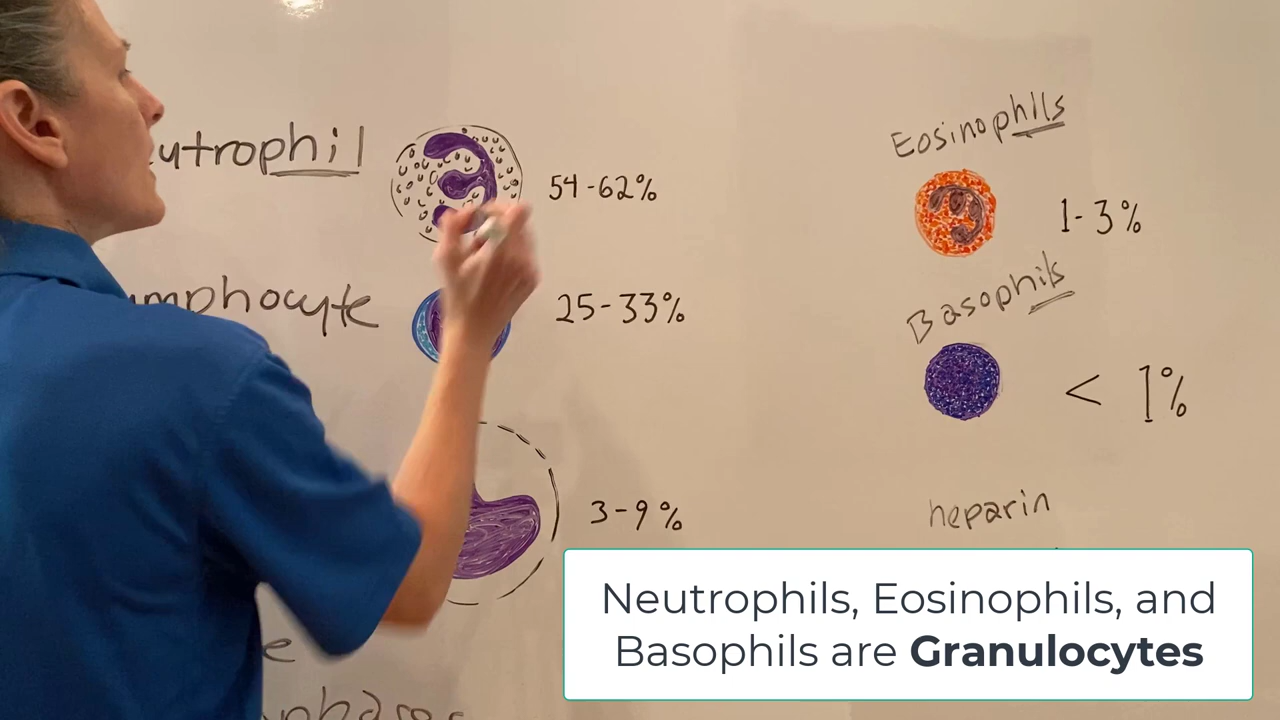 utrophil
54-62%
mphocyte
25-33%
3-9%
e
Eosinophils
1-3%
Basophils
< 1%
heparin
Neutrophils, Eosinophils, and
Basophils are Granulocytes